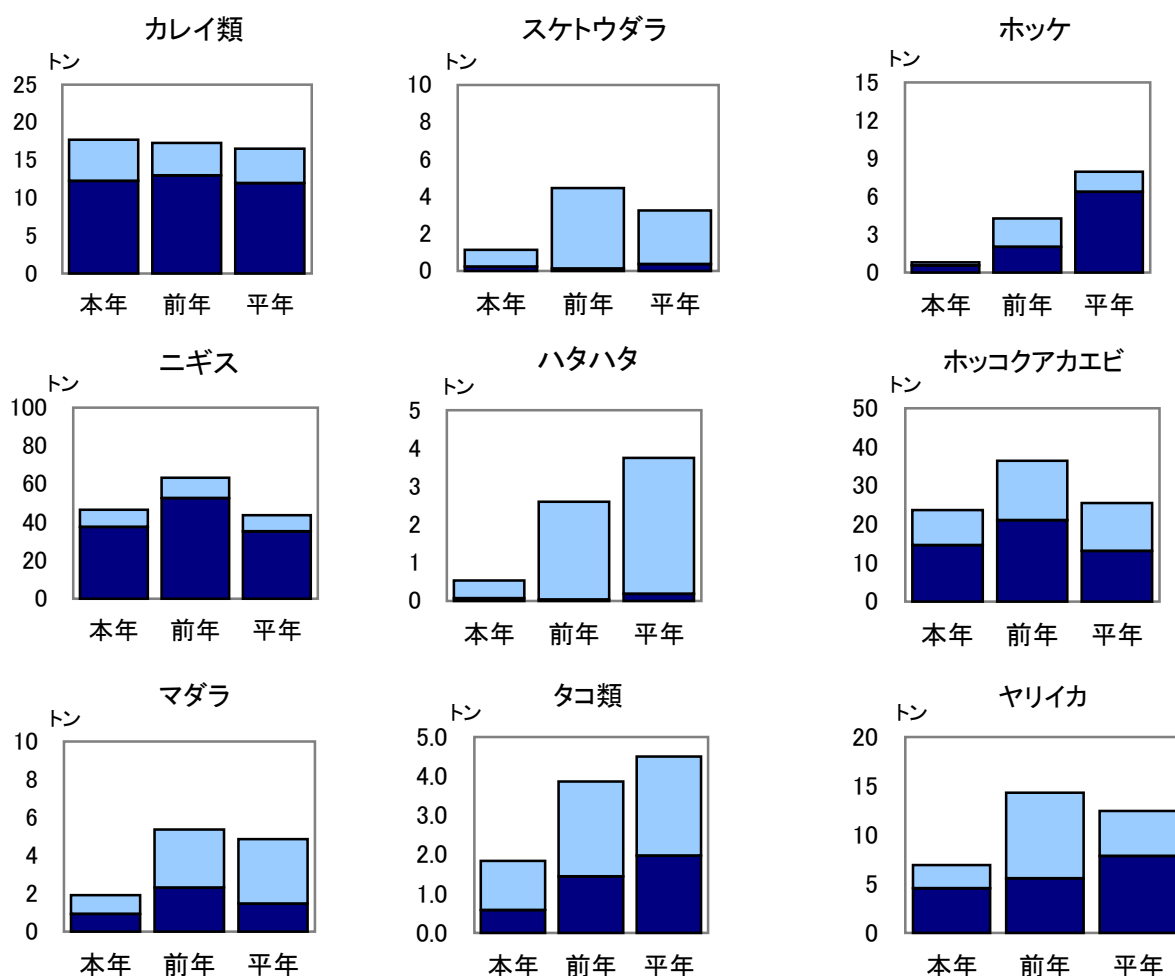 カレイ類
トン
25
20
15
10
5
0
本年 前年 平年
スケトウダラ
トン
10
8
6
4
2
0
本年 前年 平年
ホッケ
トン
15
12
9
6
3
0
本年 前年 平年
ニギス
トン
100
80
60
40
20
0
本年 前年 平年
ハタハタ
トン
5
4
3
2
1
0
本年 前年 平年
ホッコクアカエビ
トン
50
40
30
20
10
0
本年 前年 平年
マダラ
トン
10
8
6
4
2
0
本年 前年 平年
タコ類
トン
5.0
4.0
3.0
2.0
1.0
0.0
本年 前年 平年
ヤリイカ
トン
20
15
10
5
0
本年 前年 平年